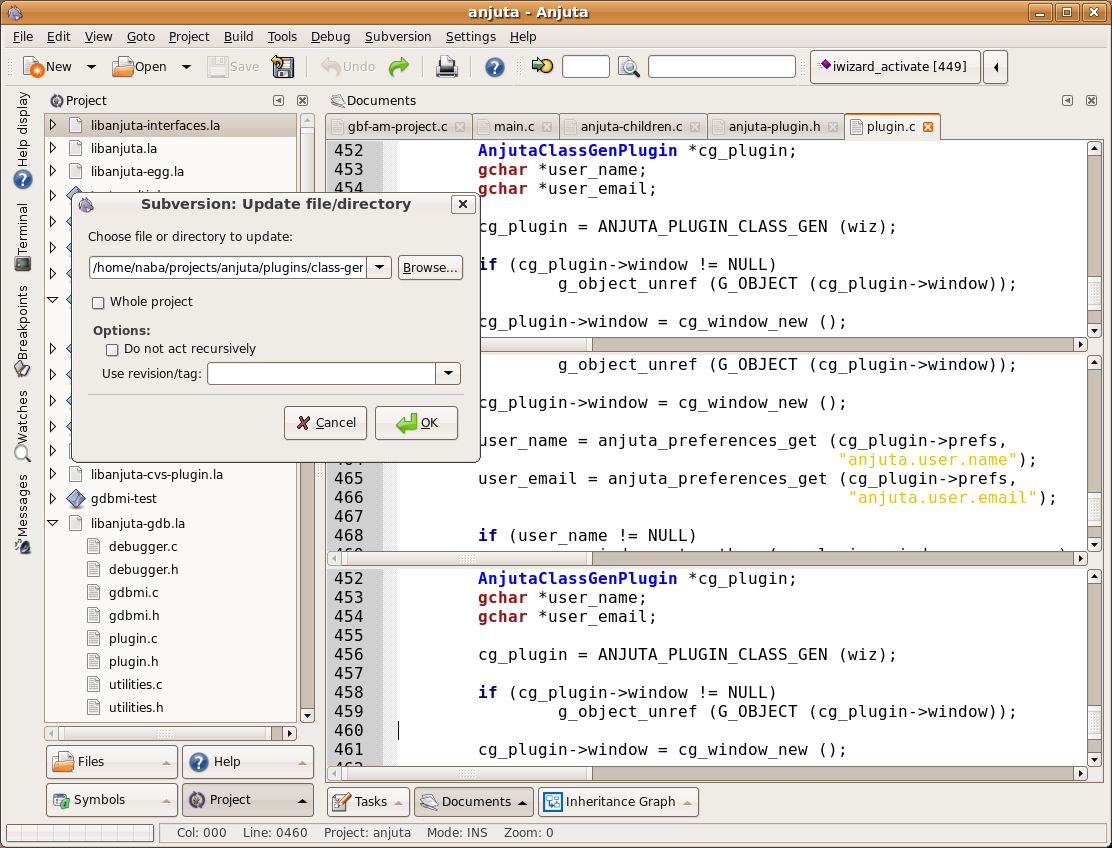 anjuta - Anjuta
File Edit View Goto Project Build Tools Debug Subversion Settings Help
New Open Save Undo iwizard_activate [449]
Help display
Terminal
Breakpoints
Watches
Messages
Project
libanjuta-interfaces.la
libanjuta.la
libanjuta-egg.la
Subversion: Update file/directory
Choose file or directory to update:
/home/naba/projects/anjuta/plugins/class-ger
Browse...
Whole project
Options:
Do not act recursively
Use revision/tag:
Cancel OK
libanjuta-cvs-plugin.la
gdbmi-test
libanjuta-gdb.la
debugger.c
debugger.h
gdbmi.c
gdbmi.h
plugin.c
plugin.h
utilities.c
utilities.h
Files Help
Symbols Project
Documents
gbf-am-project.c main.c anjuta-children.c anjuta-plugin.h plugin.c
452 AnjutaClassGenPlugin *cg_plugin;
453 gchar *user_name;
454 gchar *user_email;
cg_plugin = ANJUTA_PLUGIN_CLASS_GEN (wiz);
if (cg_plugin->window != NULL)
g_object_unref (G_OBJECT (cg_plugin->window));
cg_plugin->window = cg_window_new ();
g_object_unref (G_OBJECT (cg_plugin->window));
cg_plugin->window = cg_window_new ();
user_name = anjuta_preferences_get (cg_plugin->prefs,
"anjuta.user.name");
465 user_email = anjuta_preferences_get (cg_plugin->prefs,
466 "anjuta.user.email");
467
468 if (user_name != NULL)
452 AnjutaClassGenPlugin *cg_plugin;
453 gchar *user_name;
454 gchar *user_email;
455
456 cg_plugin = ANJUTA_PLUGIN_CLASS_GEN (wiz);
457
458 if (cg_plugin->window != NULL)
459 g_object_unref (G_OBJECT (cg_plugin->window));
460
461 cg_plugin->window = cg_window_new ();
Tasks Documents Inheritance Graph
Col: 000 Line: 0460 Project: anjuta Mode: INS Zoom: 0